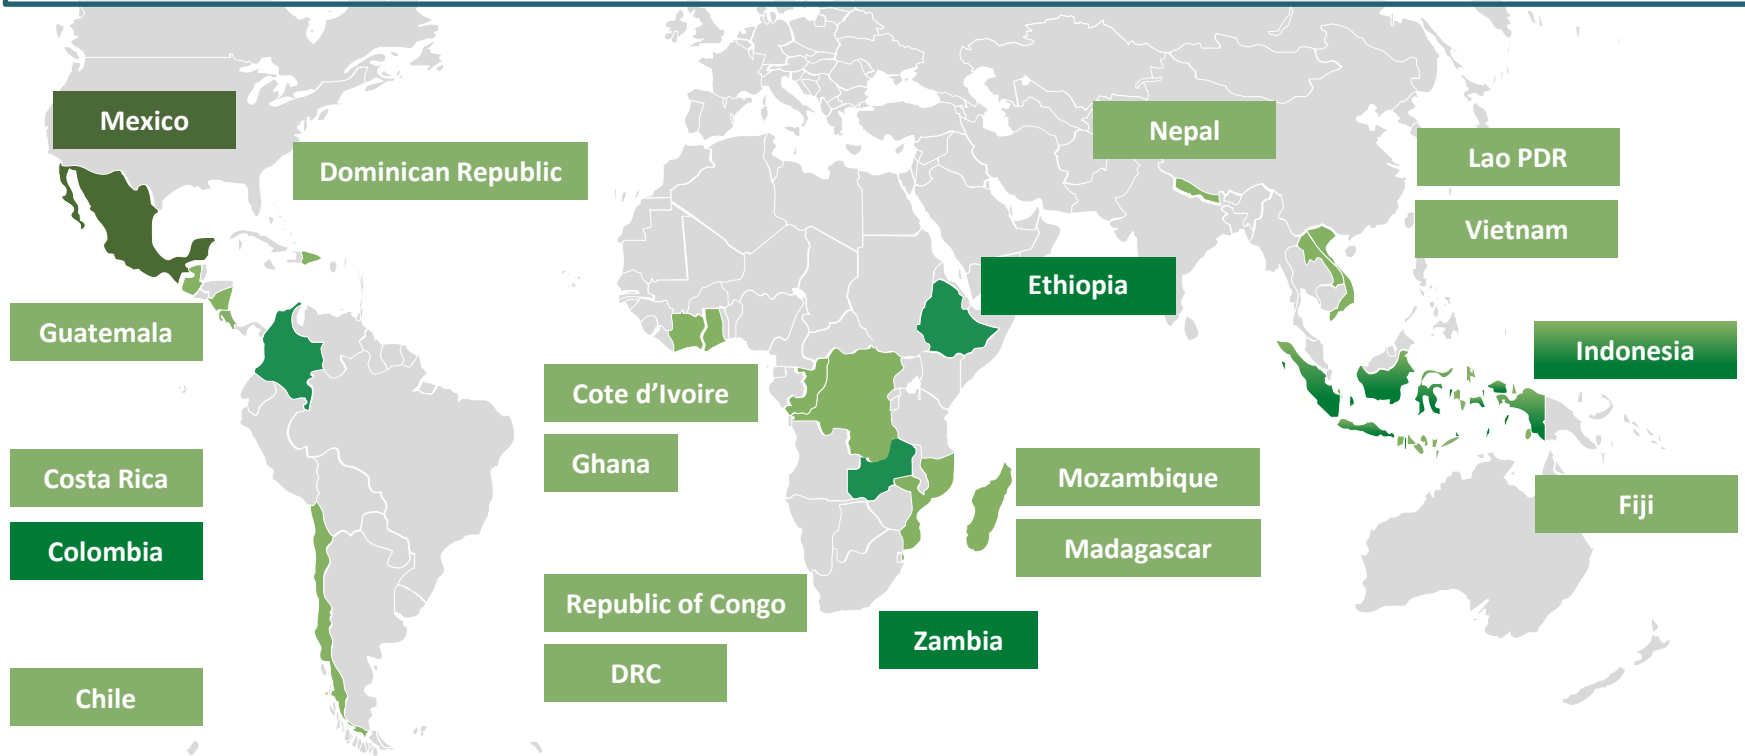 Mexico
Dominican Republic
Nepal
Lao PDR
Vietnam
Ethiopia
Guatemala
Indonesia
Cote d’Ivoire
Ghana
Costa Rica
Mozambique
Fiji
Colombia
Madagascar
Republic of Congo
Zambia
DRC
Chile